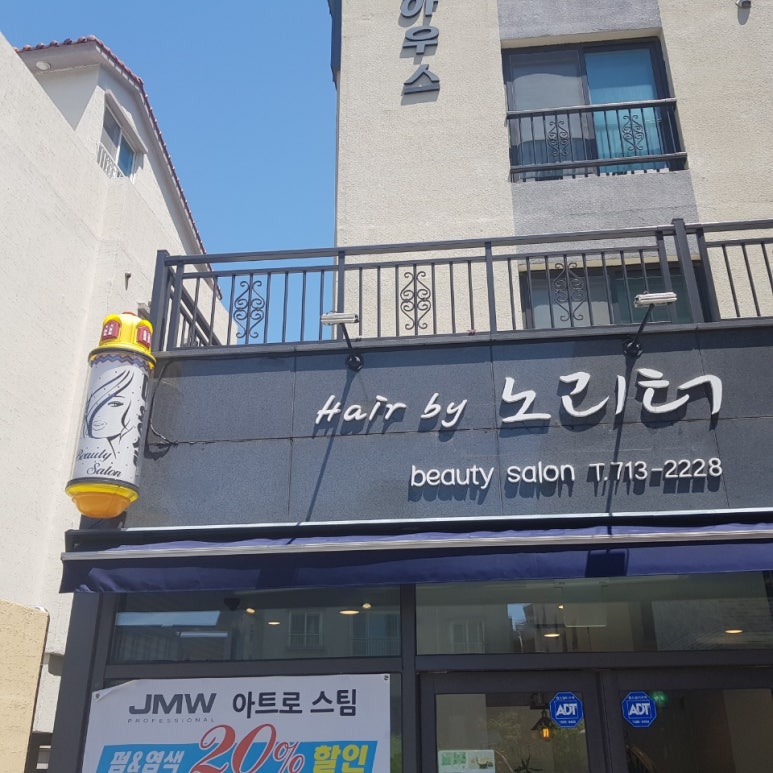 하우스
Hair by 노리터
beauty salon T.713-2228
Beauty
Salon
JMW 아트로 스팀
PROFESSIONAL
펌&염색 20% 할인
ADT
ADT